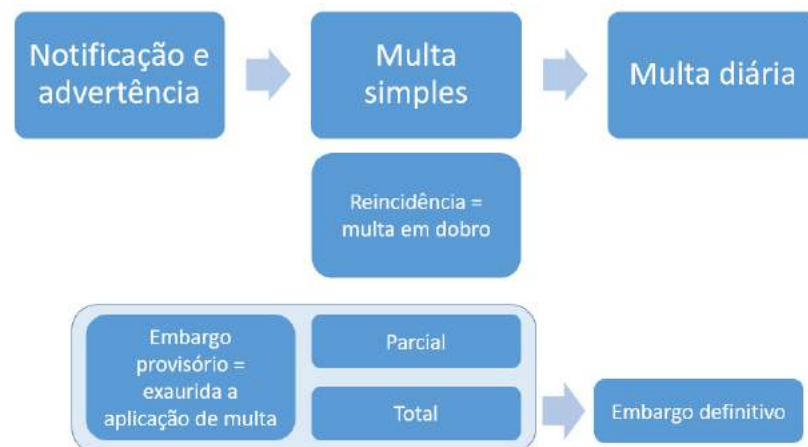 Notificação e
advertência
Multa
simples
Multa diária
Reincidência =
multa em dobro
Embargo
provisório =
exaurida a
aplicação de multa
Parcial
Total
Embargo definitivo